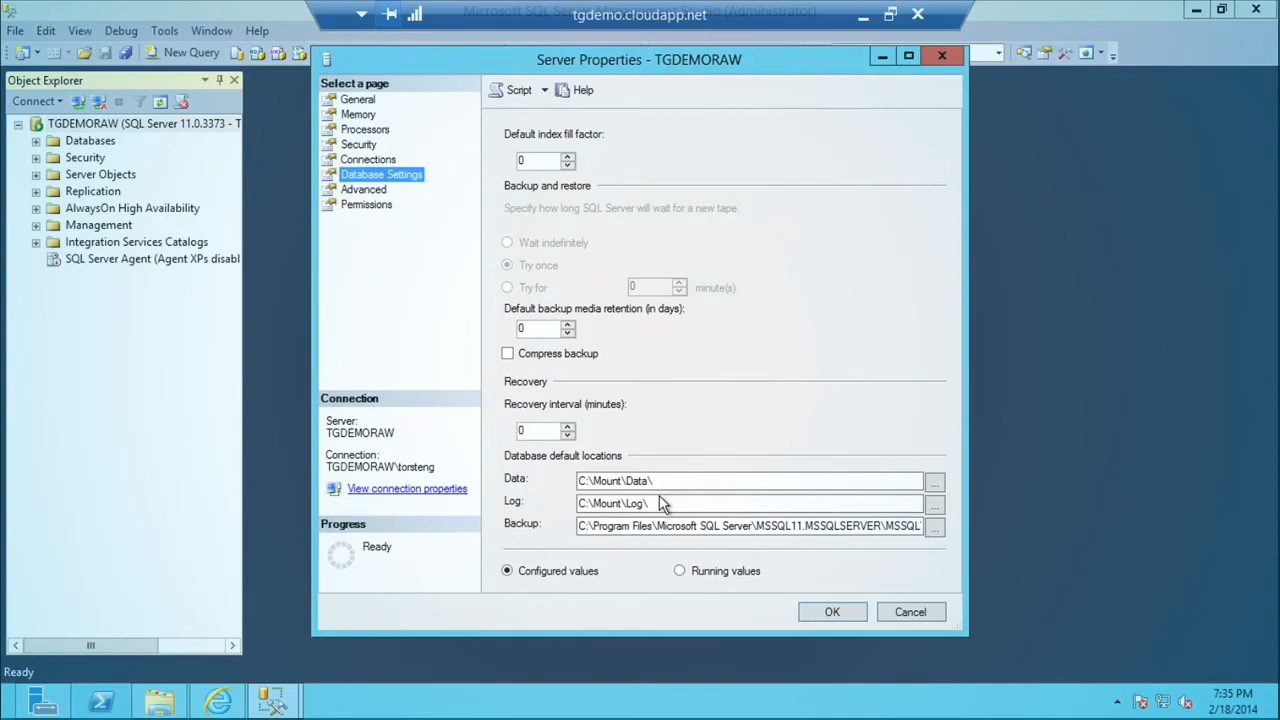 Microsoft SQL Server Management Studio (Administrator)
tgdemo.cloudapp.net
File Edit View Debug Tools Window Help
New Query
Server Properties - TGDEMORAW
Object Explorer
Connect
TGDEMORAW (SQL Server 11.0.3373 - T
Databases
Security
Server Objects
Replication
AlwaysOn High Availability
Management
Integration Services Catalogs
SQL Server Agent (Agent XPs disabl
Select a page
General
Memory
Processors
Security
Connections
Database Settings
Advanced
Permissions
Connection
Server:
TGDEMORAW
Connection:
TGDEMORAW\torsteng
View connection properties
Progress
Ready
Script Help
Default index fill factor:
0
Backup and restore
Specify how long SQL Server will wait for a new tape.
Wait indefinitely
Try once
Try for 0 minute(s)
Default backup media retention (in days):
0
Compress backup
Recovery
Recovery interval (minutes):
0
Database default locations
Data: C:\Mount\Data\ ...
Log: C:\Mount\Log\ ...
Backup: C:\Program Files\Microsoft SQL Server\MSSQL11.MSSQLSERVER\MSSQL\ ...
Configured values Running values
OK Cancel
Ready
7:35 PM
2/18/2014